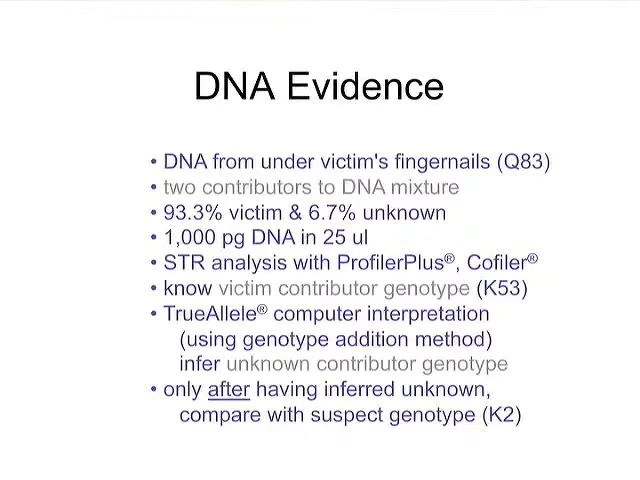 DNA Evidence
• DNA from under victim's fingernails (Q83)
• two contributors to DNA mixture
• 93.3% victim & 6.7% unknown
• 1,000 pg DNA in 25 ul
• STR analysis with ProfilerPlus®, Cofiler®
• know victim contributor genotype (K53)
• TrueAllele® computer interpretation
(using genotype addition method)
infer unknown contributor genotype
• only after having inferred unknown,
compare with suspect genotype (K2)